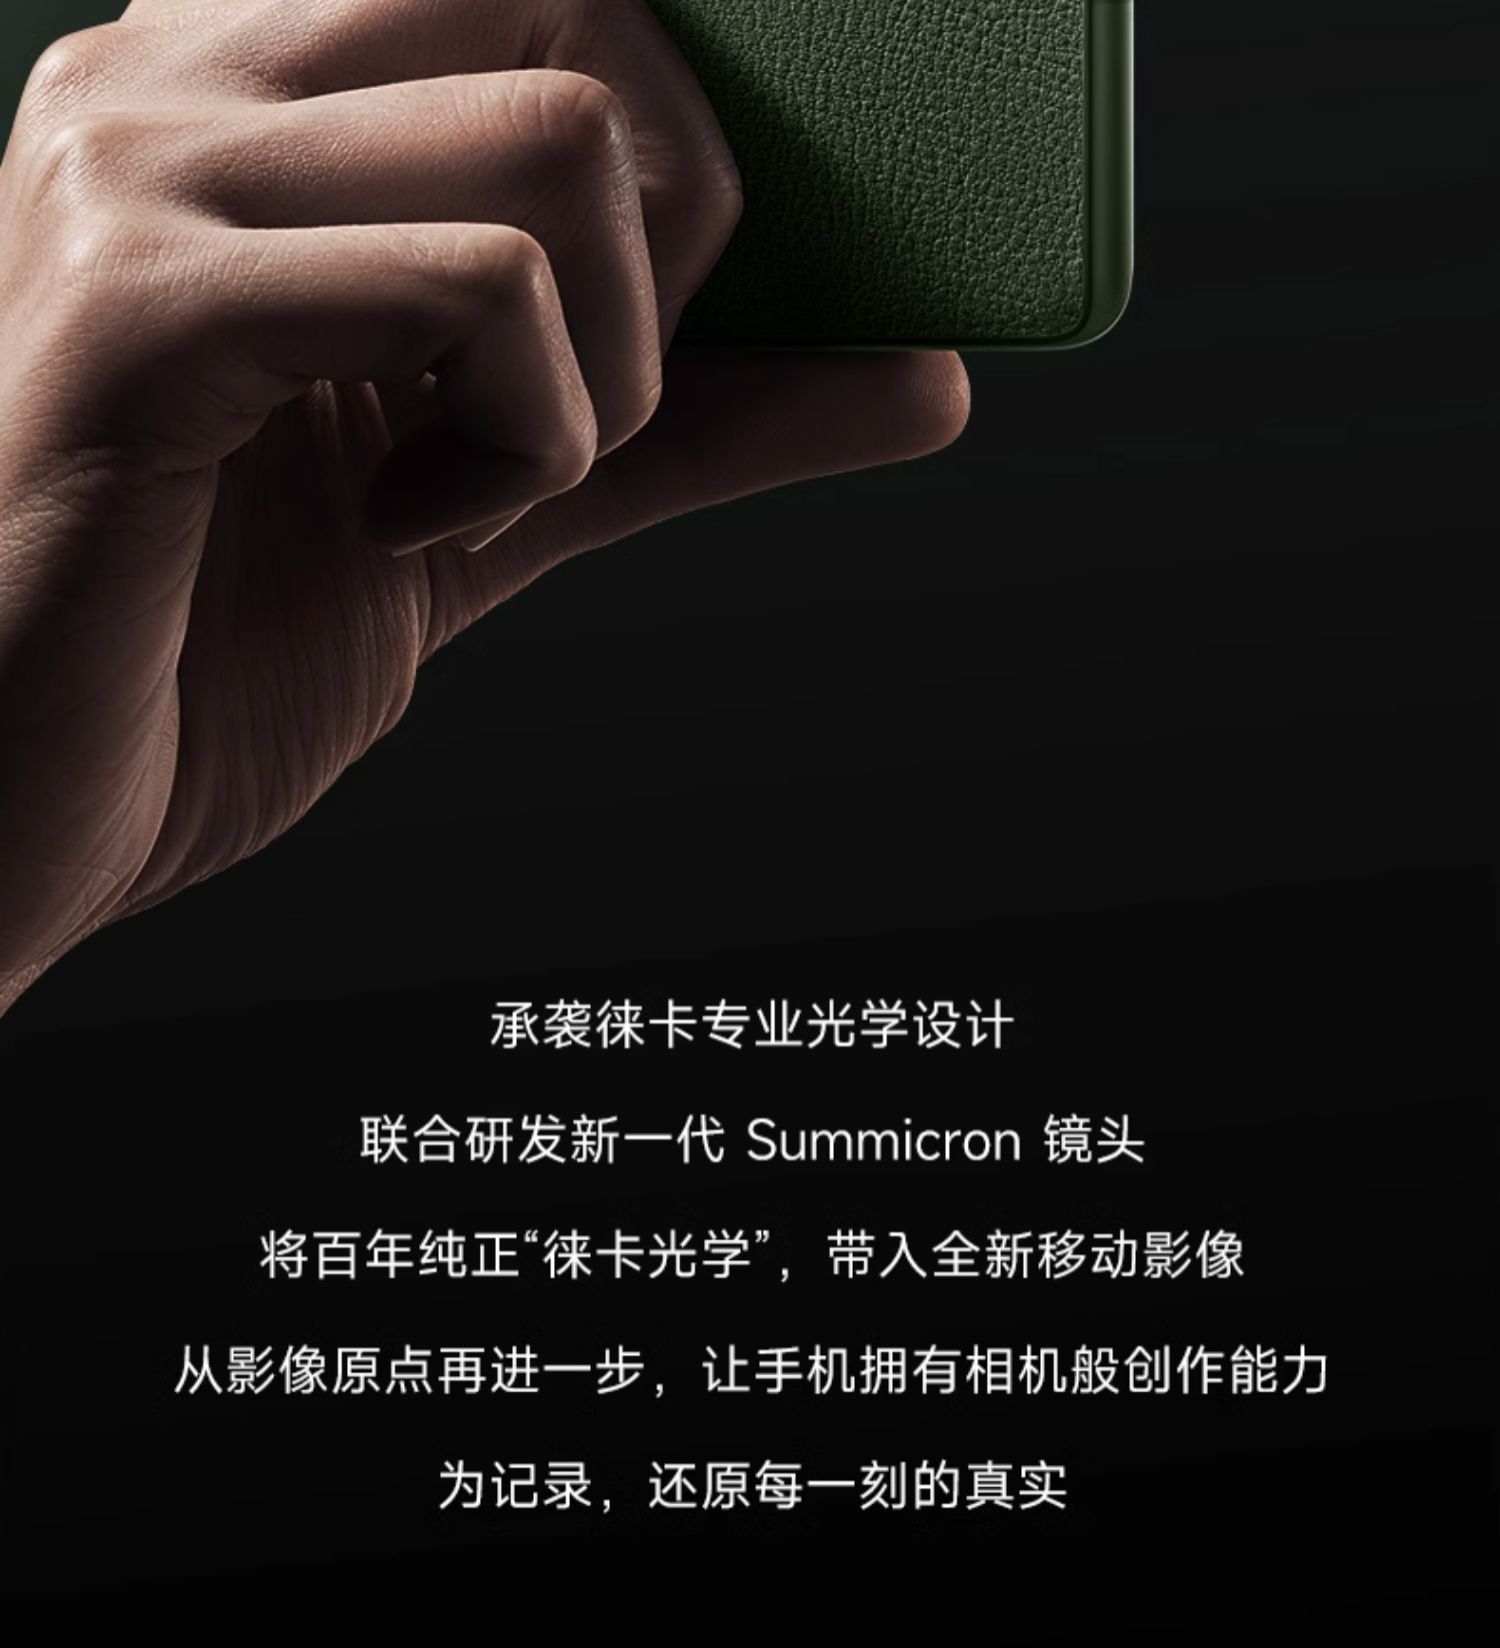 承袭徕卡专业光学设计
联合研发新一代 Summicron 镜头
将百年纯正“徕卡光学”，带入全新移动影像
从影像原点再进一步，让手机拥有相机般创作能力
为记录，还原每一刻的真实